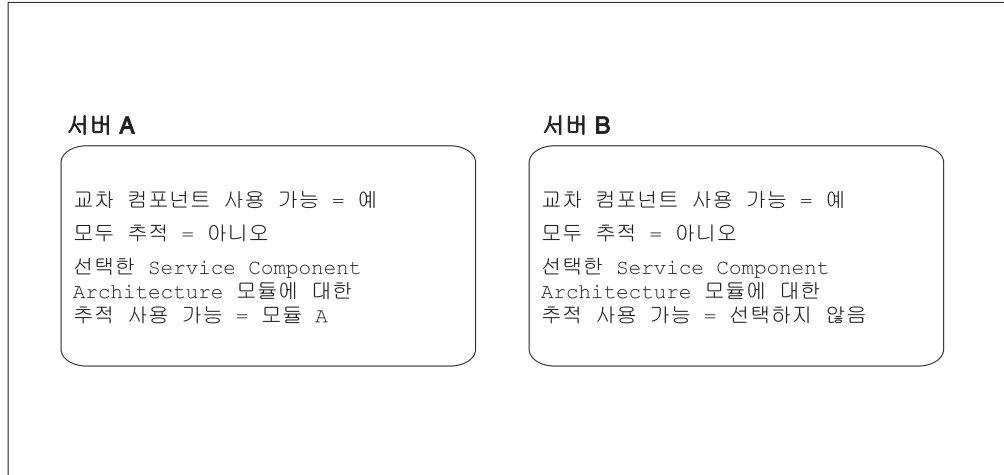 서버 A
교차 컴포넌트 사용 가능 = 예
모두 추적 = 아니오
선택한 Service Component
Architecture 모듈에 대한
추적 사용 가능 = 모듈 A
서버 B
교차 컴포넌트 사용 가능 = 예
모두 추적 = 아니오
선택한 Service Component
Architecture 모듈에 대한
추적 사용 가능 = 선택하지 않음